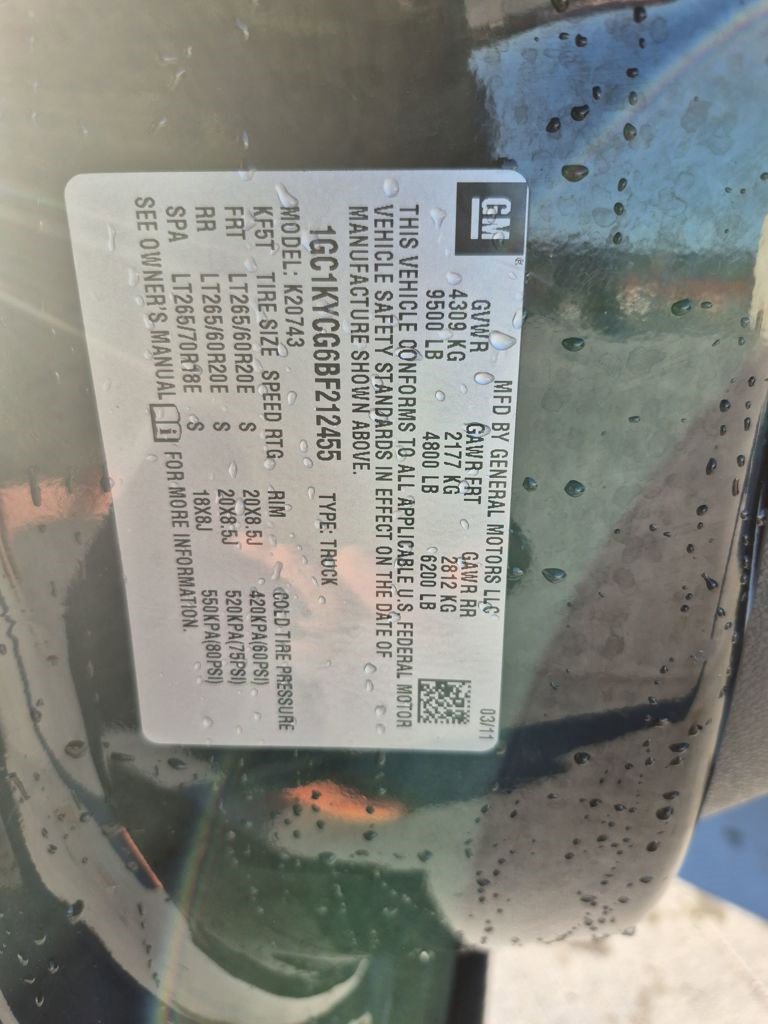 GM
MFD BY GENERAL MOTORS LLC 03/11
GVWR GAWR FRT GAWR RR
4309 KG 2177 KG 2812 KG
9500 LB 4800 LB 6200 LB
THIS VEHICLE CONFORMS TO ALL APPLICABLE U.S. FEDERAL MOTOR
VEHICLE SAFETY STANDARDS IN EFFECT ON THE DATE OF
MANUFACTURE SHOWN ABOVE.
1GC1KYCG6BF212455 TYPE: TRUCK
MODEL: K20743
KF5T TIRE SIZE SPEED RTG RIM COLD TIRE PRESSURE
FRT LT265/60R20E S 20X8.5J 420KPA(60PSI)
RR LT265/60R20E S 20X8.5J 520KPA(75PSI)
SPA LT265/70R18E S 18X8J 550KPA(80PSI)
SEE OWNER'S MANUAL FOR MORE INFORMATION.